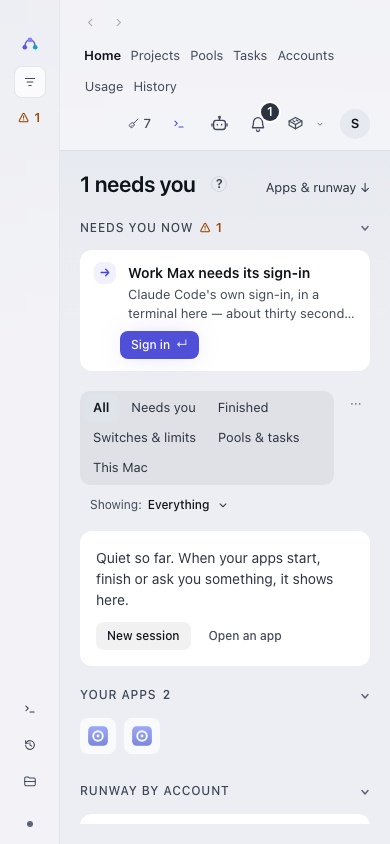 Home Projects Pools Tasks Accounts
Usage History
7
1
S
1
1 needs you ?
Apps & runway ↓
NEEDS YOU NOW 1
Work Max needs its sign-in
Claude Code's own sign-in, in a
terminal here — about thirty second...
Sign in ↵
All Needs you Finished
Switches & limits Pools & tasks
This Mac
Showing: Everything
Quiet so far. When your apps start,
finish or ask you something, it shows
here.
New session Open an app
YOUR APPS 2
RUNWAY BY ACCOUNT